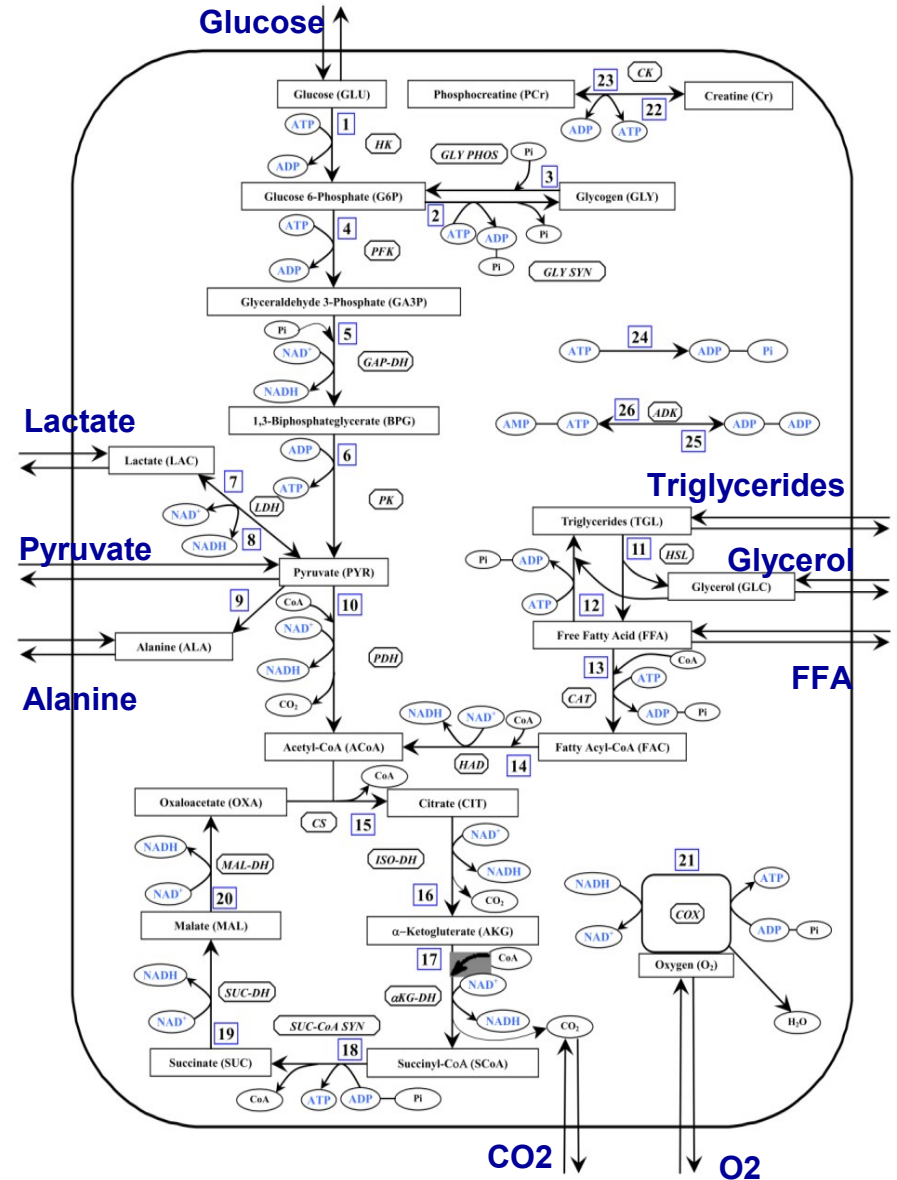 Glucose
Glucose (GLU)
ATP
1
HK
ADP
Phosphocreatine (PCr)
23
CK
22
Creatine (Cr)
ADP
ATP
GLY PHOS
Pi
3
Glucose 6-Phosphate (G6P)
Glycogen (GLY)
2
ATP
ADP
Pi
Pi
GLY SYN
ATP
4
PFK
ADP
Glyceraldehyde 3-Phosphate (GA3P)
Pi
5
NAD+
GAP-DH
NADH
ATP
24
ADP
Pi
1,3-Biphosphateglycerate (BPG)
AMP
ATP
26
ADK
25
ADP
ADP
ADP
6
ATP
PK
Lactate
Lactate (LAC)
7
LDH
NAD+
NADH
8
Pyruvate
Pyruvate (PYR)
9
Alanine (ALA)
Alanine
CoA
10
NAD+
NADH
PDH
CO2
Triglycerides
Triglycerides (TGL)
11
HSL
Glycerol
Glycerol (GLC)
Pi
ADP
ATP
12
Free Fatty Acid (FFA)
FFA
13
CoA
ATP
CAT
ADP
Pi
NADH
NAD+
CoA
Acetyl-CoA (ACoA)
Fatty Acyl-CoA (FAC)
HAD
14
CoA
Oxaloacetate (OXA)
Citrate (CIT)
CS
15
NADH
MAL-DH
NAD+
20
Malate (MAL)
NAD+
ISO-DH
NADH
16
CO2
α−Ketogluterate (AKG)
17
CoA
NAD+
αKG-DH
NADH
CO2
NADH
SUC-DH
NAD+
19
SUC-CoA SYN
18
Succinate (SUC)
Succinyl-CoA (SCoA)
CoA
ATP
ADP
Pi
21
NADH
COX
NAD+
ATP
ADP
Pi
Oxygen (O2)
H2O
CO2
O2